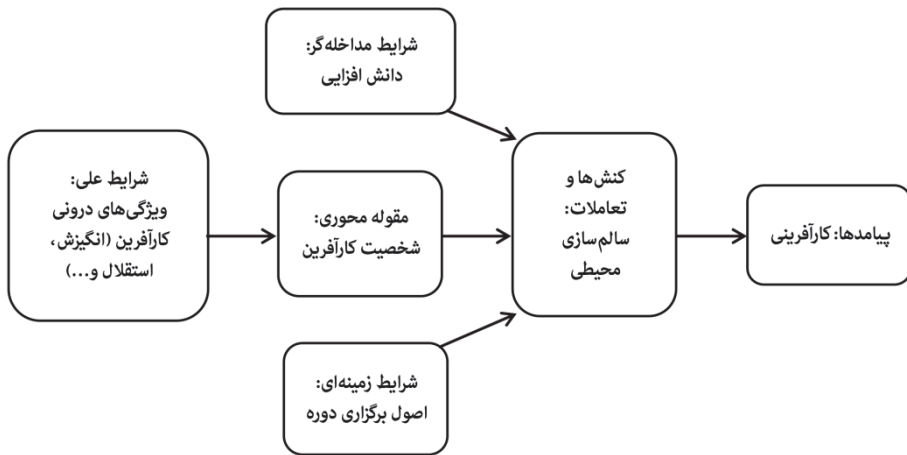 شرایط مداخله‌گر:
دانش افزایی
شرایط علی:
ویژگی‌های درونی
کارآفرین (انگیزش،
استقلال و...)
مقوله محوری:
شخصیت کارآفرین
کنش‌ها و
تعاملات:
سالم‌سازی
محیطی
پیامدها: کارآفرینی
شرایط زمینه‌ای:
اصول برگزاری دوره